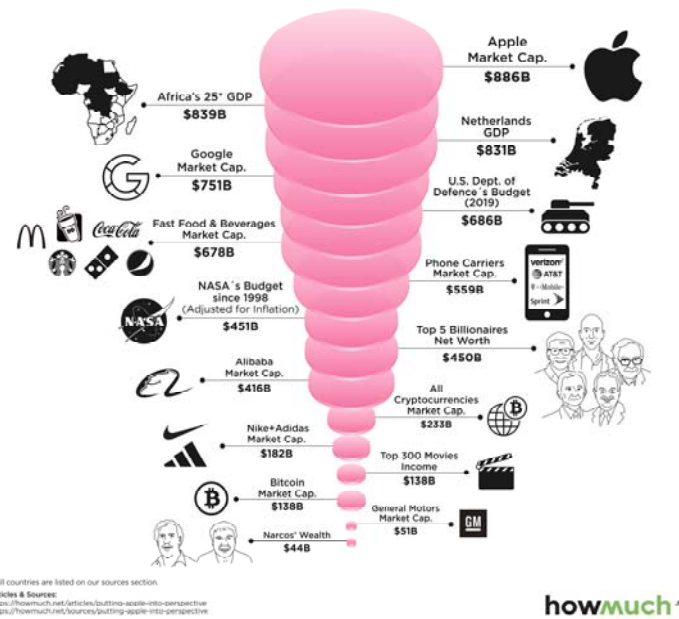 Apple
Market Cap.
$886B
Africa's 25* GDP
$839B
Netherlands
GDP
$831B
Google
Market Cap.
$751B
U.S. Dept. of
Defence´s Budget
(2019)
$686B
Coca-Cola
Fast Food & Beverages
Market Cap.
$678B
Phone Carriers
Market Cap.
$559B
verizon
AT&T
T-Mobile
Sprint
NASA
NASA´s Budget
since 1998
(Adjusted for Inflation)
$451B
Top 5 Billionaires
Net Worth
$450B
Alibaba
Market Cap.
$416B
All
Cryptocurrencies
Market Cap.
$233B
Nike+Adidas
Market Cap.
$182B
Top 300 Movies
Income
$138B
Bitcoin
Market Cap.
$138B
General Motors
Market Cap.
$51B
GM
Narcos' Wealth
$44B
ll countries are listed on our sources section.
ticles & Sources:
ps://howmuch.net/articles/putting-apple-into-perspective
ps://howmuch.net/sources/putting-apple-into-perspective
howmuch